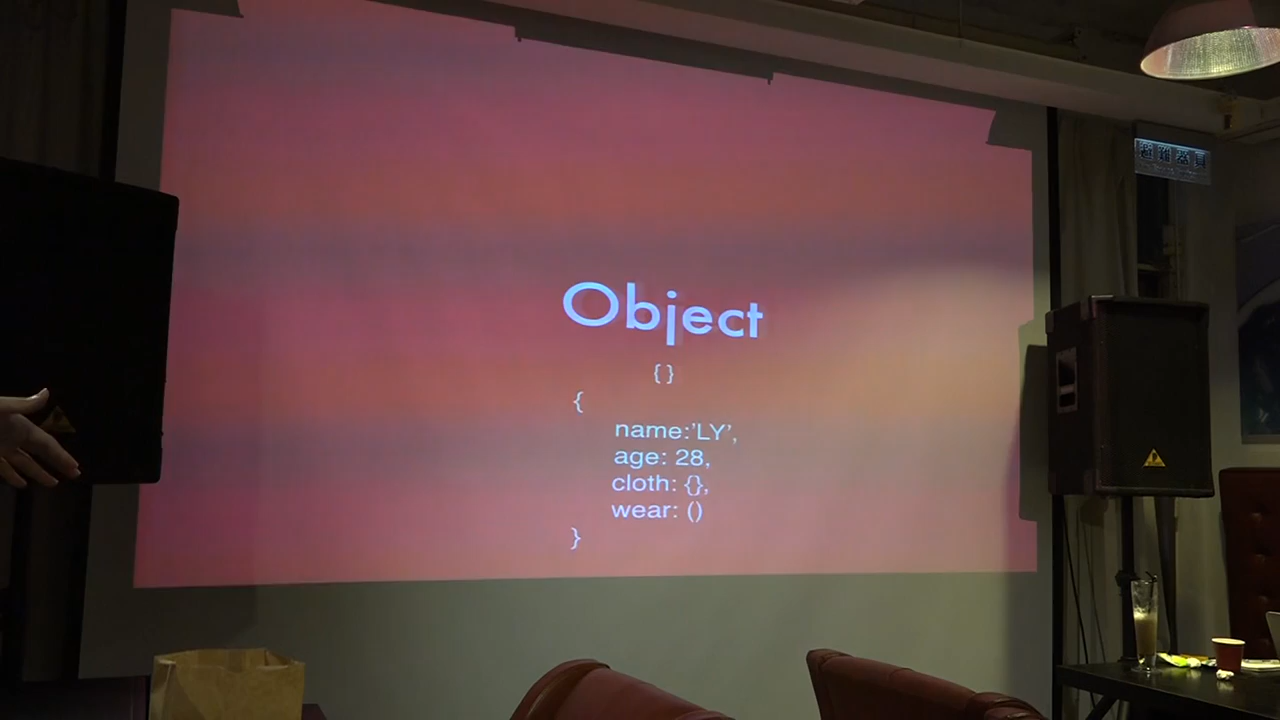 Object
{}
{
name:'LY',
age: 28,
cloth: {},
wear: ()
}